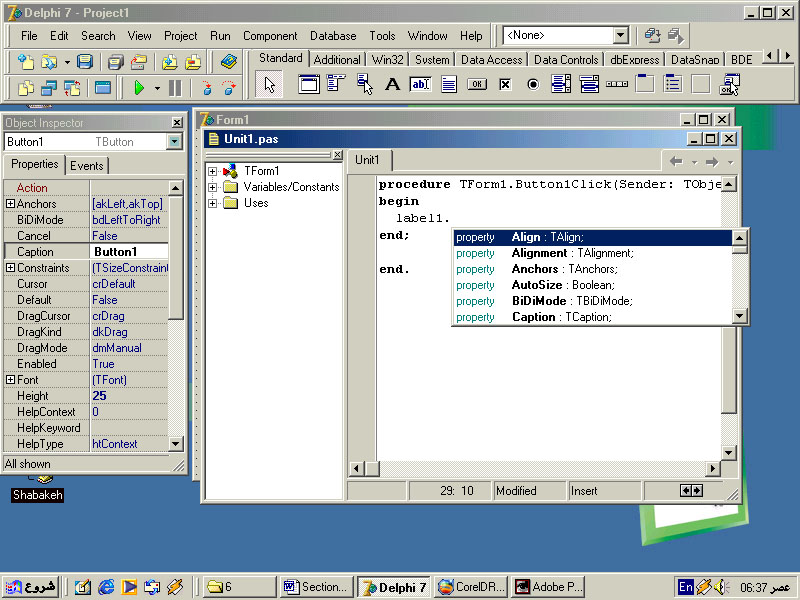 Delphi 7 - Project1
File Edit Search View Project Run Component Database Tools Window Help <None>
Standard Additional Win32 System Data Access Data Controls dbExpress DataSnap BDE
Object Inspector
Button1 TButton
Properties Events
Action
Anchors [akLeft,akTop]
BiDiMode bdLeftToRight
Cancel False
Caption Button1
Constraints (TSizeConstraint
Cursor crDefault
Default False
DragCursor crDrag
DragKind dkDrag
DragMode dmManual
Enabled True
Font (TFont)
Height 25
HelpContext 0
HelpKeyword
HelpType htContext
All shown
Form1
Unit1.pas
TForm1
Variables/Constants
Uses
Unit1
procedure TForm1.Button1Click(Sender: TObje
begin
label1.
end;
end.
property Align : TAlign;
property Alignment : TAlignment;
property Anchors : TAnchors;
property AutoSize : Boolean;
property BiDiMode : TBiDiMode;
property Caption : TCaption;
29: 10 Modified Insert
Shabakeh
شروع 6 Section... Delphi 7 CorelDR... Adobe P... En 06:37 عصر